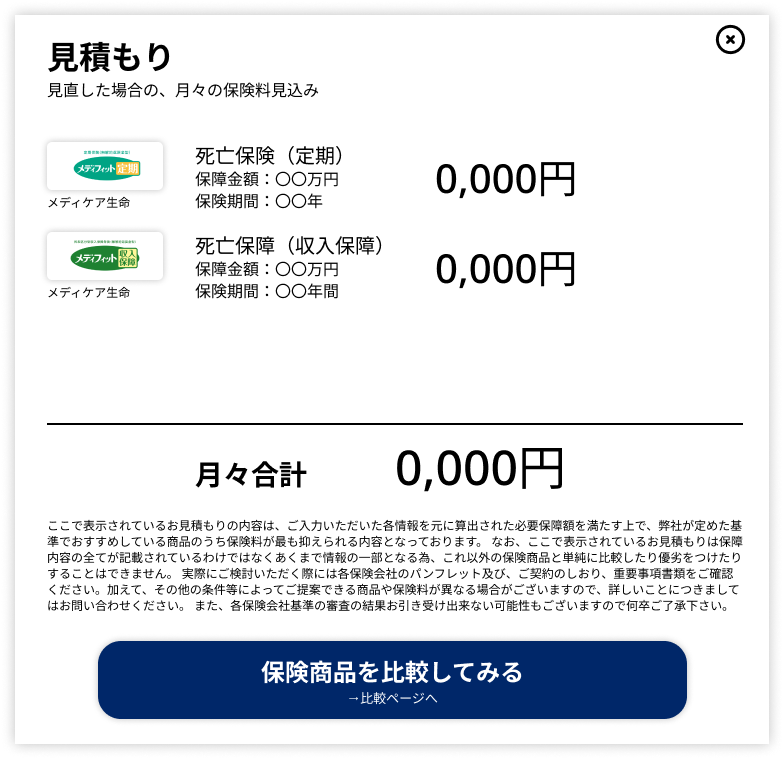 見積もり
見直した場合の、月々の保険料見込み
メディフィット定期
メディケア生命
死亡保険（定期）
保障金額：〇〇万円
保険期間：〇〇年
0,000円
メディフィット収入保障
メディケア生命
死亡保障（収入保障）
保障金額：〇〇万円
保険期間：〇〇年間
0,000円
月々合計
0,000円
ここで表示されているお見積もりの内容は、ご入力いただいた各情報を元に算出された必要保障額を満たす上で、弊社が定めた基
準でおすすめしている商品のうち保険料が最も抑えられる内容となっております。 なお、ここで表示されているお見積もりは保障
内容の全てが記載されているわけではなくあくまで情報の一部となる為、これ以外の保険商品と単純に比較したり優劣をつけたり
することはできません。 実際にご検討いただく際には各保険会社のパンフレット及び、ご契約のしおり、重要事項書類をご確認
ください。加えて、その他の条件等によってご提案できる商品や保険料が異なる場合がございますので、詳しいことにつきまして
はお問い合わせください。 また、各保険会社基準の審査の結果お引き受け出来ない可能性もございますので何卒ご了承下さい。
保険商品を比較してみる
→比較ページへ